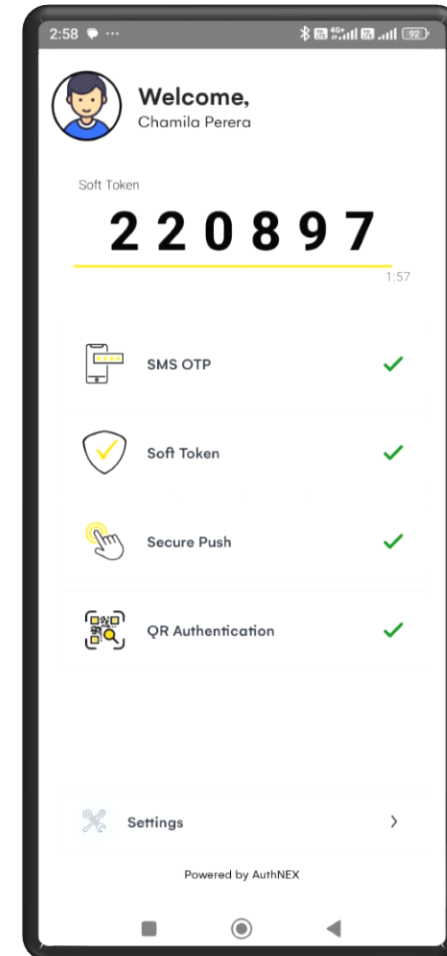 2:58
4G+
92
Welcome,
Chamila Perera
Soft Token
220897
1:57
SMS OTP
Soft Token
Secure Push
QR Authentication
Settings
Powered by AuthNEX